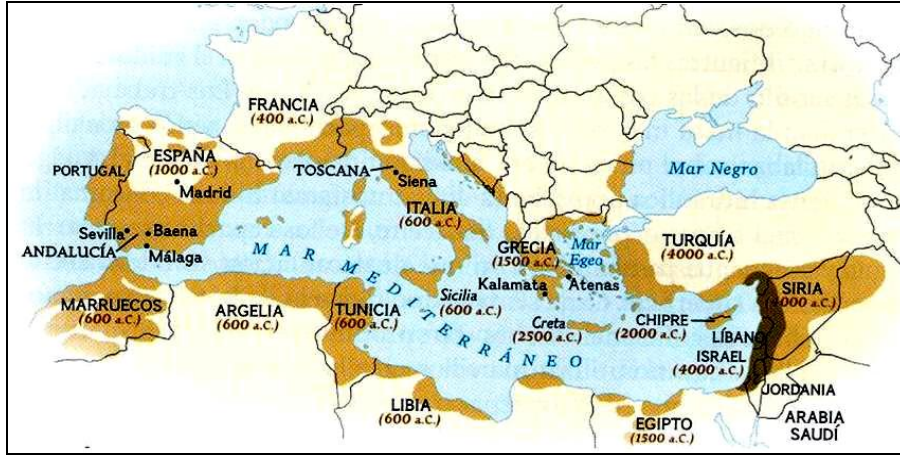 FRANCIA
(400 a.C.)
PORTUGAL
ESPAÑA
(1000 a.C.)
Madrid
TOSCANA
Siena
ITALIA
(600 a.C.)
Mar Negro
Sevilla
Baena
ANDALUCÍA
Málaga
MAR MEDITERRÁNEO
GRECIA
(1500 a.C.)
Mar
Egeo
TURQUÍA
(4000 a.C.)
Kalamata
Atenas
SIRIA
(4000 a.C.)
MARRUECOS
(600 a.C.)
ARGELIA
(600 a.C.)
TUNICIA
(600 a.C.)
Sicilia
(600 a.C.)
Creta
(2500 a.C.)
CHIPRE
(2000 a.C.)
LÍBANO
ISRAEL
(4000 a.C.)
JORDANIA
LIBIA
(600 a.C.)
EGIPTO
(1500 a.C.)
ARABIA
SAUDÍ